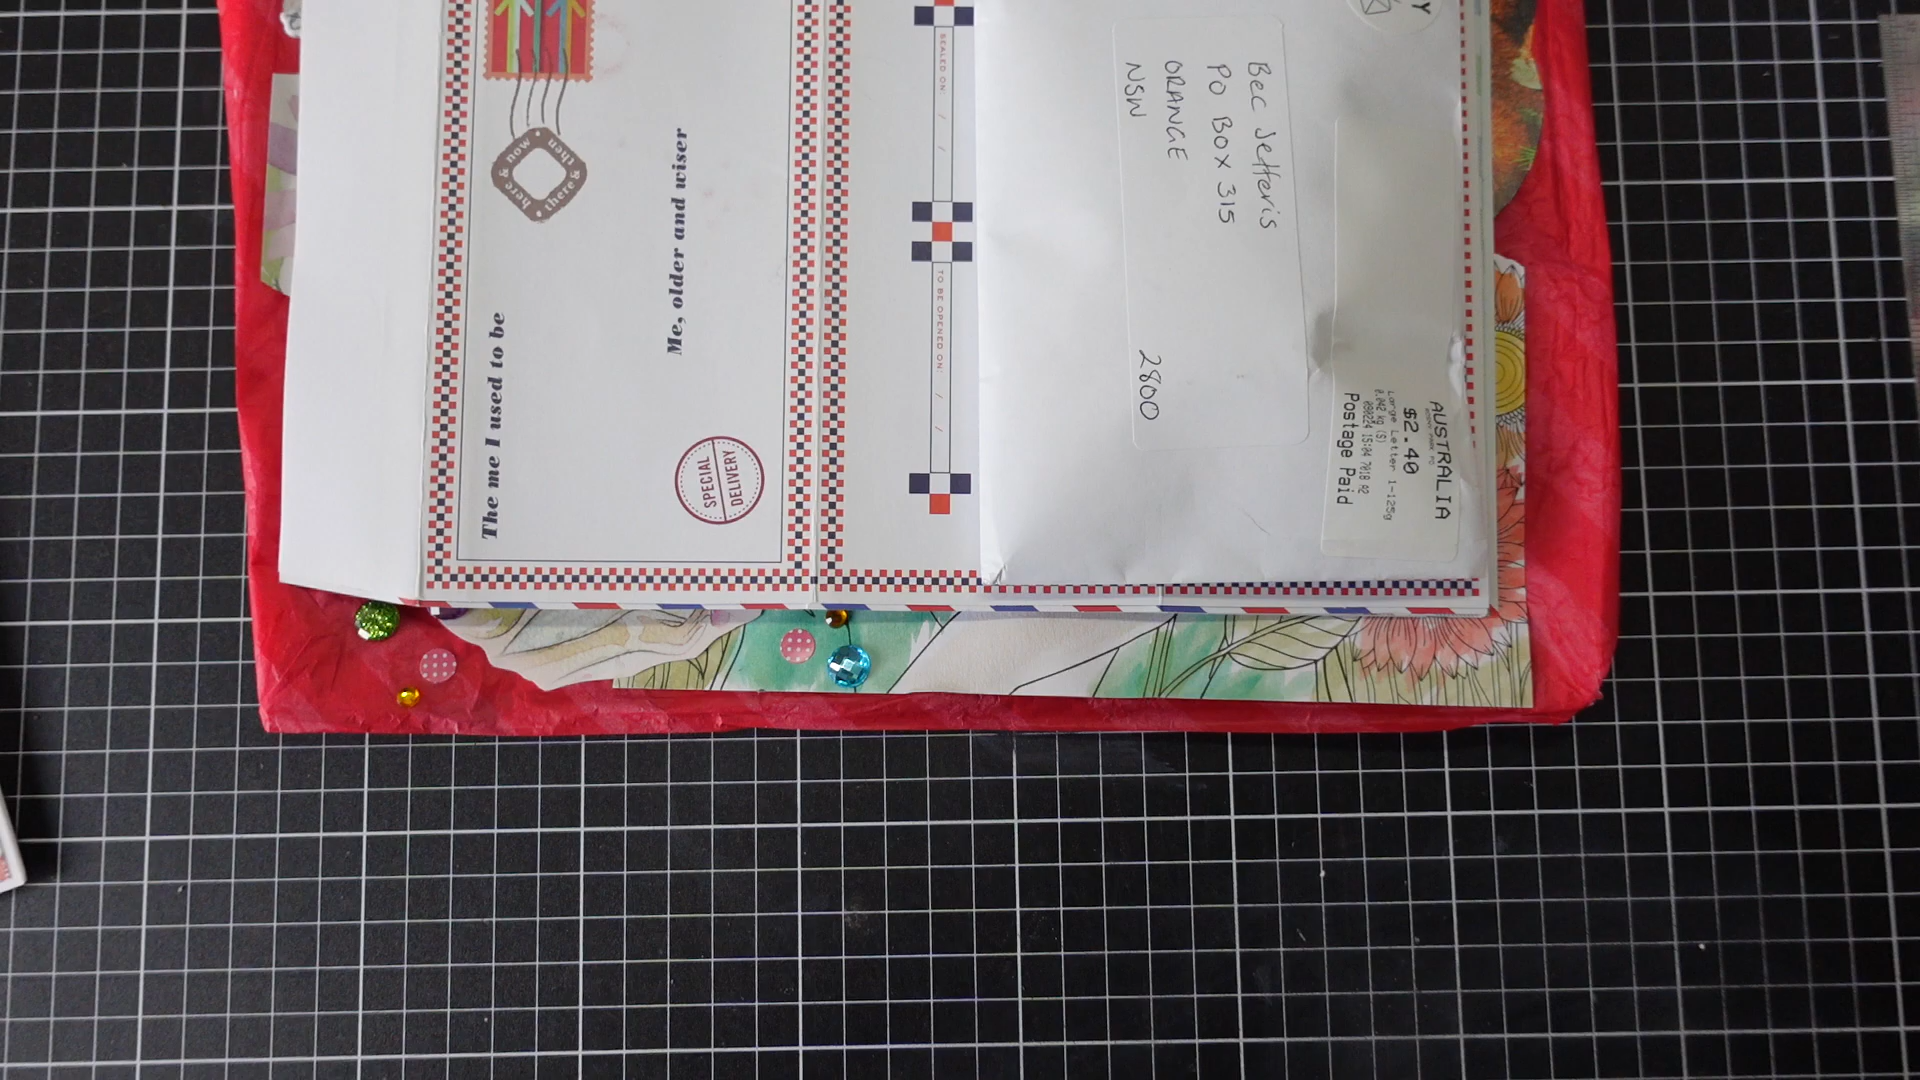 here & now
there & then
The me I used to be
Me, older and wiser
SPECIAL
DELIVERY
SEALED ON: / /
TO BE OPENED ON: / /
Y
Bec Jefferis
PO BOX 315
ORANGE
NSW
2800
AUSTRALIA
$2.40
Large Letter 1-125g
Postage Paid